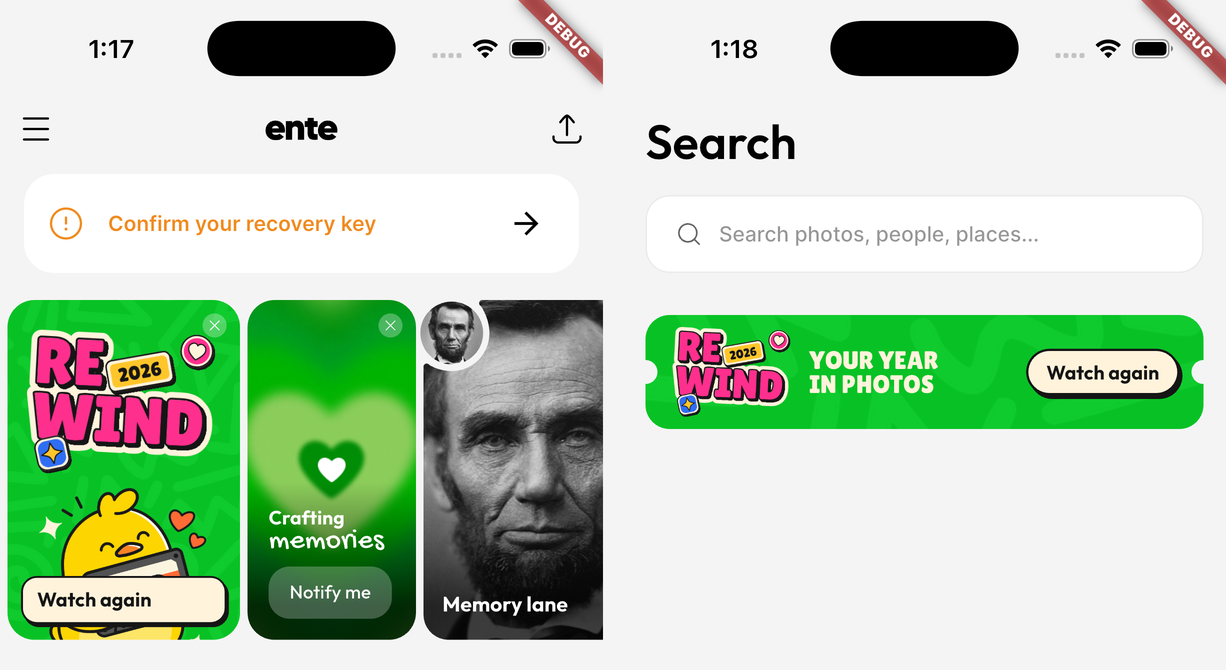 1:17
DEBUG
ente
Confirm your recovery key
RE
2026
WIND
Watch again
Crafting
memories
Notify me
Memory lane
1:18
DEBUG
Search
Search photos, people, places...
RE
2026
WIND
YOUR YEAR
IN PHOTOS
Watch again